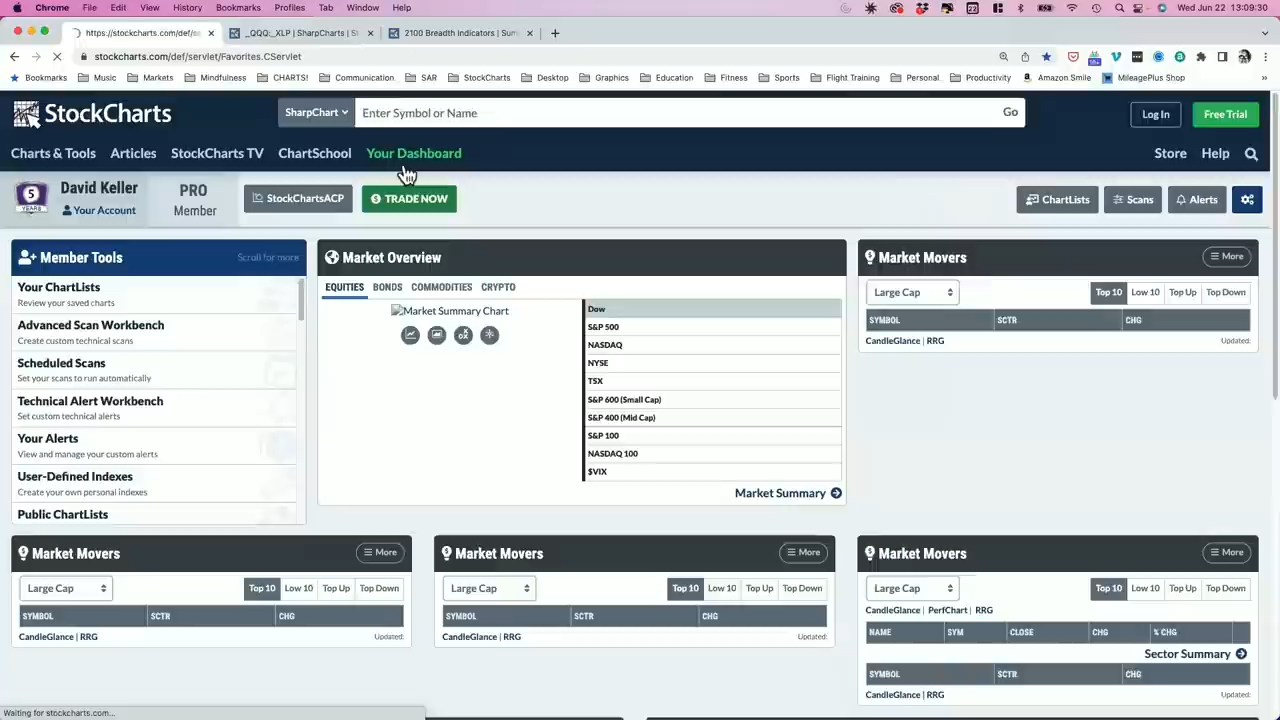 Chrome File Edit View History Bookmarks Profiles Tab Window Help
Wed Jun 22 13:09:30
https://stockcharts.com/def/se
_QQQ:_XLP | SharpCharts | St
2100 Breadth Indicators | Sum
stockcharts.com/def/servlet/Favorites.CServlet
Bookmarks Music Markets Mindfulness CHARTS! Communication SAR StockCharts Desktop Graphics Education Fitness Sports Flight Training Personal Productivity Amazon Smile MileagePlus Shop
StockCharts
SharpChart Enter Symbol or Name Go
Log In Free Trial
Charts & Tools Articles StockCharts TV ChartSchool Your Dashboard Store Help
5 YEARS
David Keller
Your Account
PRO
Member
StockChartsACP TRADE NOW ChartLists Scans Alerts
Member Tools Scroll for more
Your ChartLists
Review your saved charts
Advanced Scan Workbench
Create custom technical scans
Scheduled Scans
Set your scans to run automatically
Technical Alert Workbench
Set custom technical alerts
Your Alerts
View and manage your custom alerts
User-Defined Indexes
Create your own personal indexes
Public ChartLists
Market Overview
EQUITIES BONDS COMMODITIES CRYPTO
Market Summary Chart
Dow
S&P 500
NASDAQ
NYSE
TSX
S&P 600 (Small Cap)
S&P 400 (Mid Cap)
S&P 100
NASDAQ 100
$VIX
Market Summary
Market Movers More
Large Cap Top 10 Low 10 Top Up Top Down
SYMBOL SCTR CHG
CandleGlance | RRG Updated:
Market Movers More
Large Cap Top 10 Low 10 Top Up Top Down
SYMBOL SCTR CHG
CandleGlance | RRG Updated:
Market Movers More
Large Cap Top 10 Low 10 Top Up Top Down
SYMBOL SCTR CHG
CandleGlance | RRG Updated:
Market Movers More
Large Cap Top 10 Low 10 Top Up Top Down
CandleGlance | PerfChart | RRG
NAME SYM CLOSE CHG % CHG
Sector Summary
SYMBOL SCTR CHG
CandleGlance | RRG Updated:
Waiting for stockcharts.com...